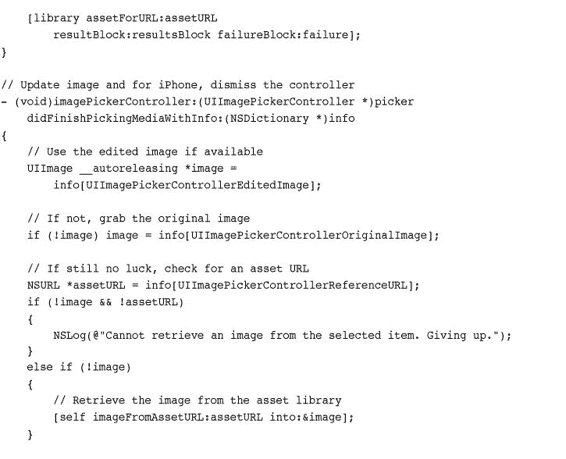 [library assetForURL:assetURL
resultBlock:resultsBlock failureBlock:failure];
}
// Update image and for iPhone, dismiss the controller
- (void)imagePickerController:(UIImagePickerController *)picker
didFinishPickingMediaWithInfo:(NSDictionary *)info
{
// Use the edited image if available
UIImage __autoreleasing *image =
info[UIImagePickerControllerEditedImage];
// If not, grab the original image
if (!image) image = info[UIImagePickerControllerOriginalImage];
// If still no luck, check for an asset URL
NSURL *assetURL = info[UIImagePickerControllerReferenceURL];
if (!image && !assetURL)
{
NSLog(@"Cannot retrieve an image from the selected item. Giving up.");
}
else if (!image)
{
// Retrieve the image from the asset library
[self imageFromAssetURL:assetURL into:&image];
}